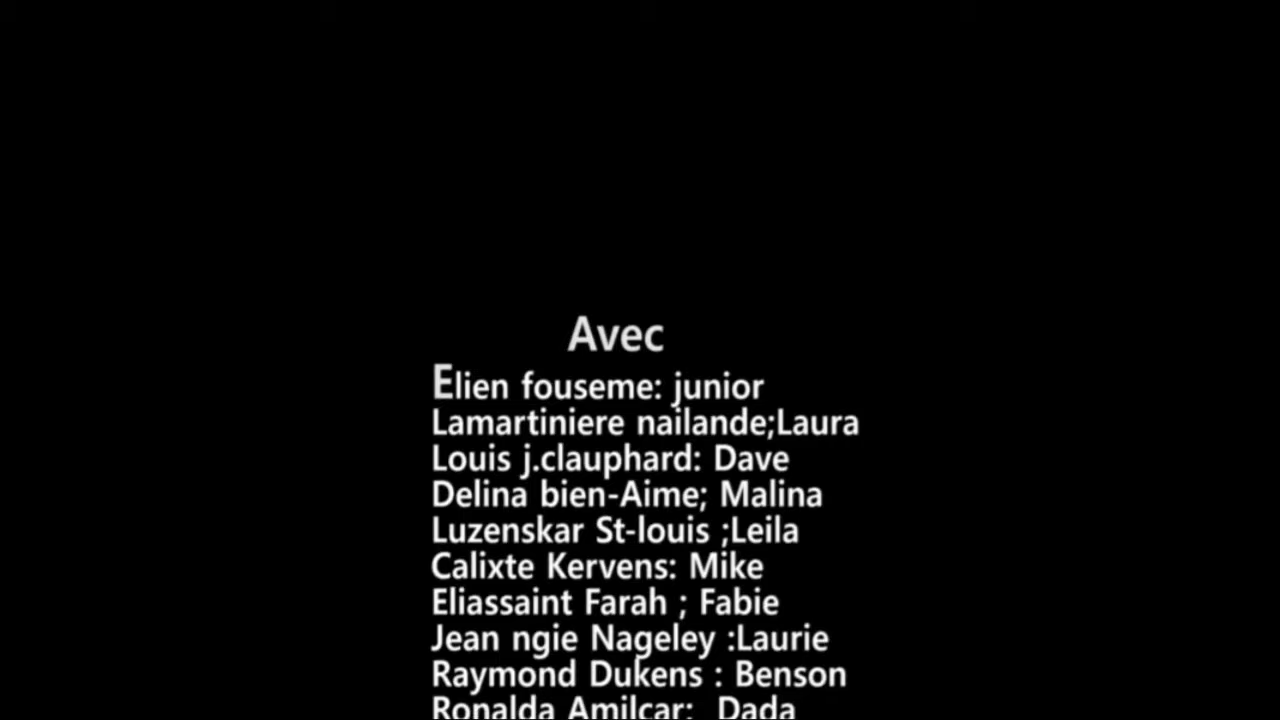 Avec
Elien fouseme: junior
Lamartiniere nailande;Laura
Louis j.clauphard: Dave
Delina bien-Aime; Malina
Luzenskar St-louis ;Leila
Calixte Kervens: Mike
Eliassaint Farah ; Fabie
Jean ngie Nageley :Laurie
Raymond Dukens : Benson
Ronalda Amilcar: Dada